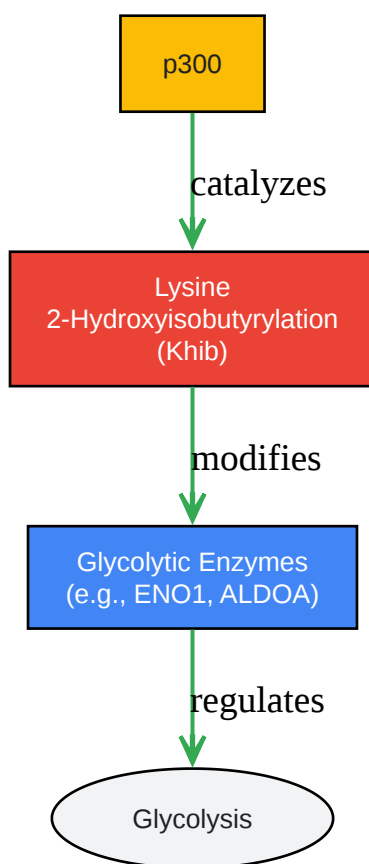 p300
catalyzes
Lysine
2-Hydroxyisobutyrylation
(Khib)
modifies
Glycolytic Enzymes
(e.g., ENO1, ALDOA)
regulates
Glycolysis